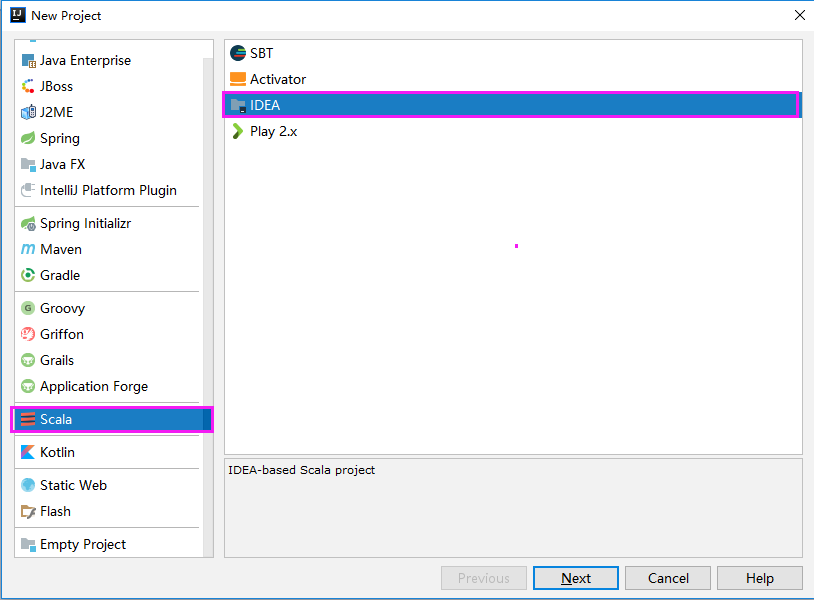 New Project
Java Enterprise
JBoss
J2ME
Spring
Java FX
IntelliJ Platform Plugin
Spring Initializr
Maven
Gradle
Groovy
Griffon
Grails
Application Forge
Scala
Kotlin
Static Web
Flash
Empty Project
SBT
Activator
IDEA
Play 2.x
IDEA-based Scala project
Previous
Next
Cancel
Help